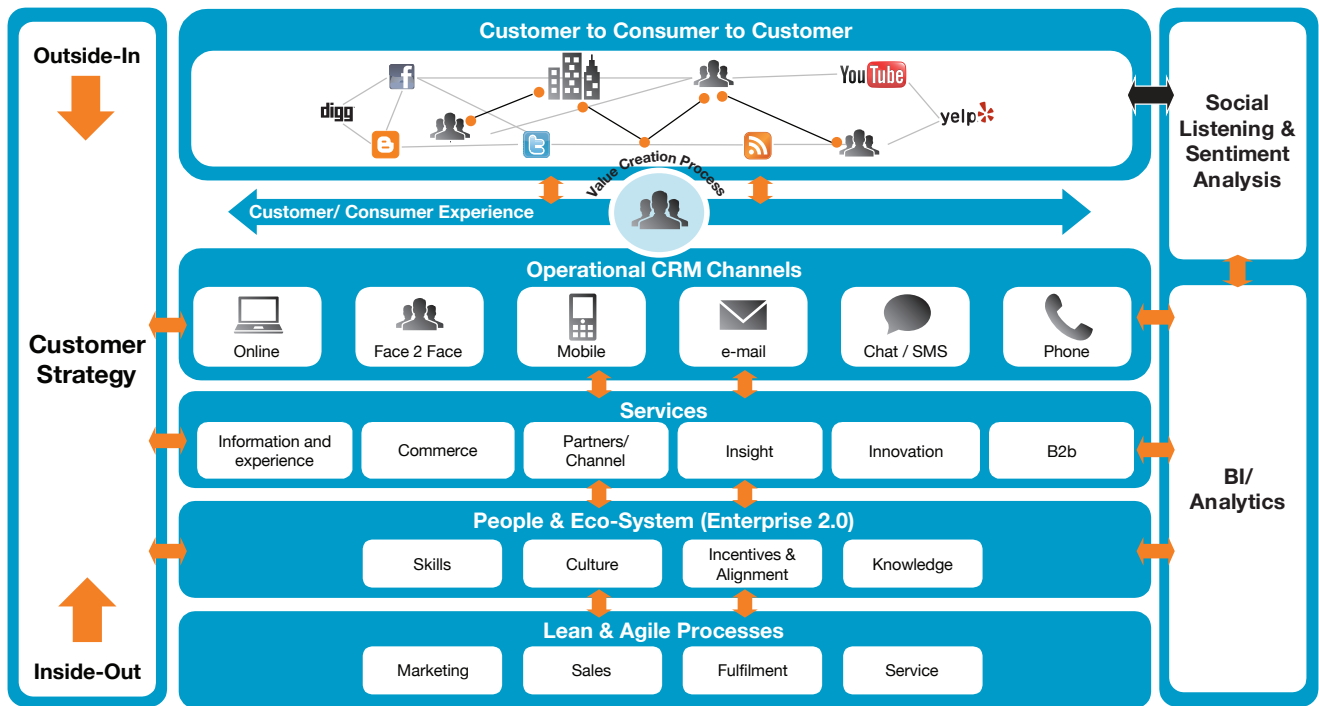 Outside-In
Customer
Strategy
Inside-Out
Customer to Consumer to Customer
digg
f
B
t
You Tube
yelp
Value Creation Process
Customer/ Consumer Experience
Operational CRM Channels
Online
Face 2 Face
Mobile
e-mail
Chat / SMS
Phone
Services
Information and
experience
Commerce
Partners/
Channel
Insight
Innovation
B2b
People & Eco-System (Enterprise 2.0)
Skills
Culture
Incentives &
Alignment
Knowledge
Lean & Agile Processes
Marketing
Sales
Fulfilment
Service
Social
Listening &
Sentiment
Analysis
BI/
Analytics